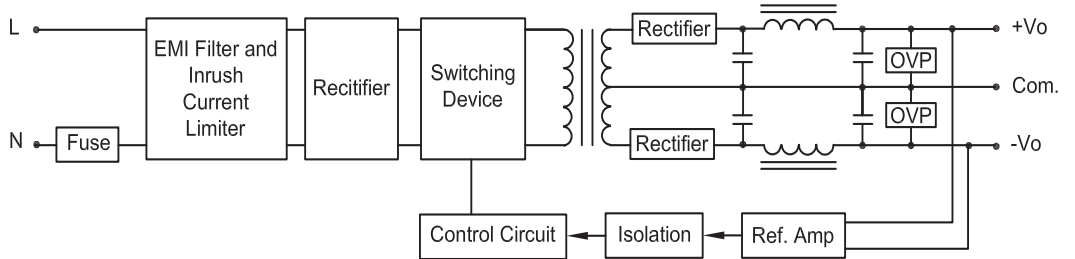 L
EMI Filter and
Inrush
Current
Limiter
Recitifier
Switching
Device
Rectifier
+Vo
OVP
Com.
OVP
N
Fuse
Rectifier
-Vo
Control Circuit
Isolation
Ref. Amp